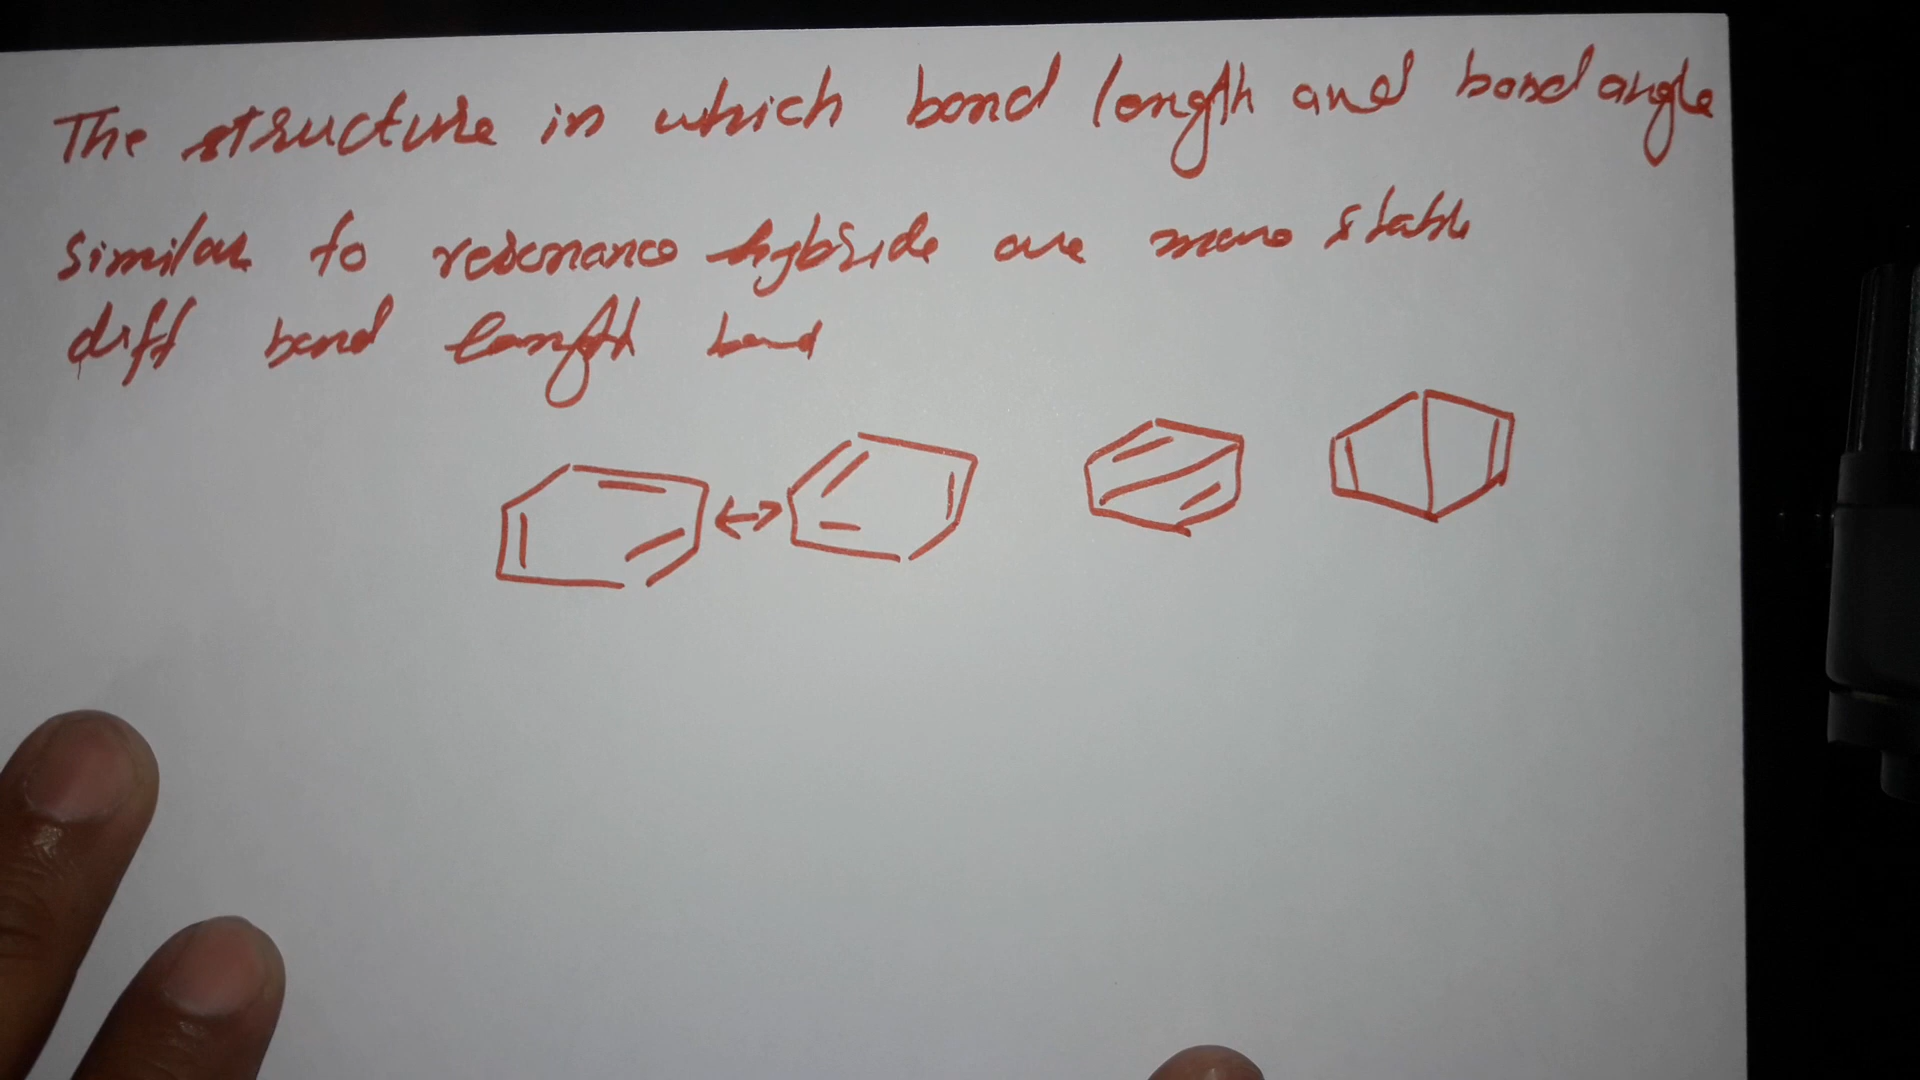 The structure in which bond length and bond angle
similar to resonance hybride are more stable
diff bond length bond